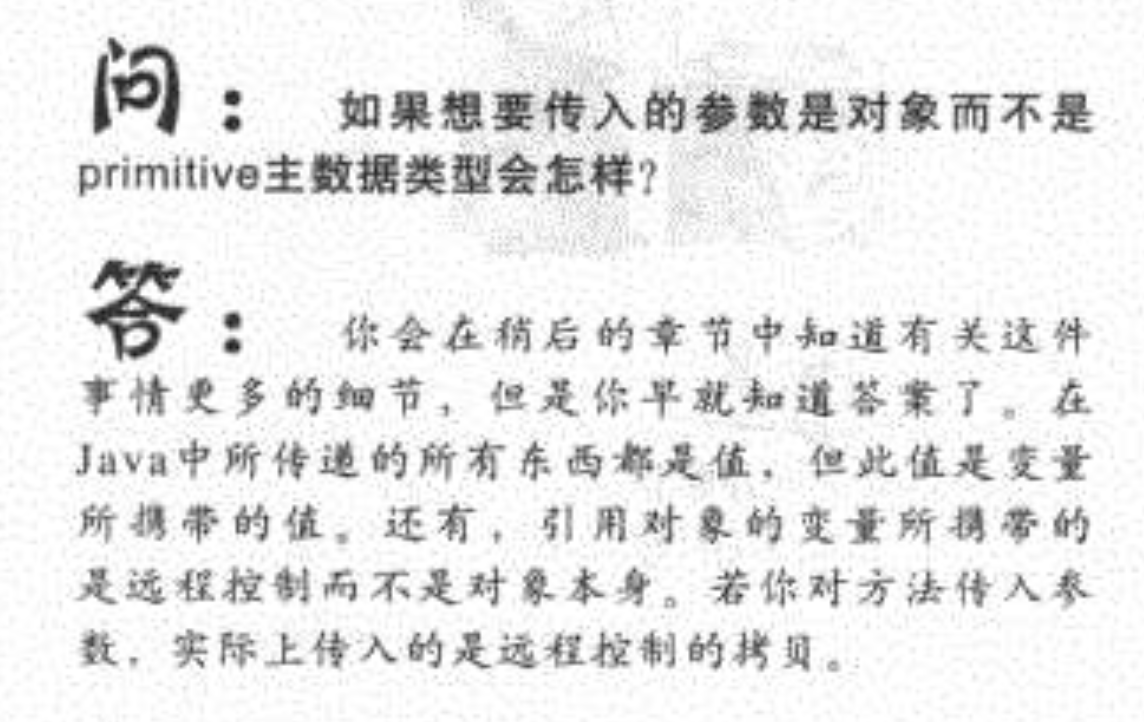 问： 如果想要传入的参数是对象而不是
primitive主数据类型会怎样？
答： 你会在稍后的章节中知道有关这件
事情更多的细节，但是你早就知道答案了。在
Java中所传递的所有东西都是值，但此值是变量
所携带的值。还有，引用对象的变量所携带的
是远程控制而不是对象本身。若你对方法传入参
数，实际上传入的是远程控制的拷贝。